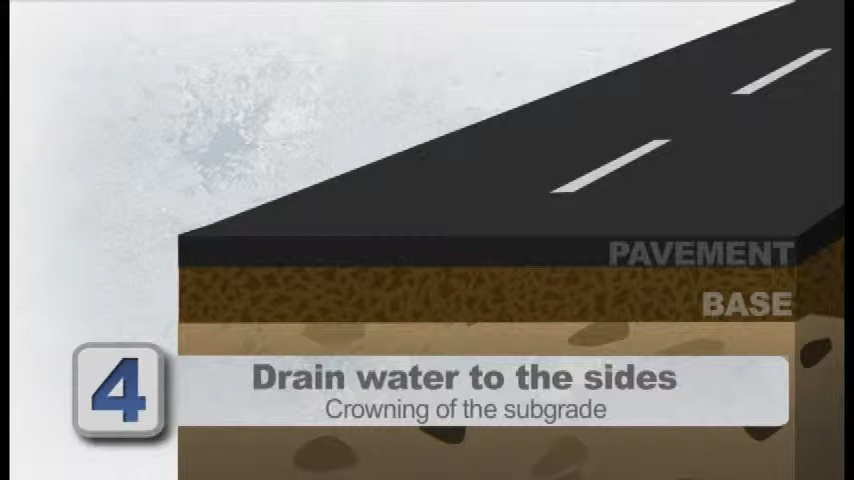 PAVEMENT
BASE
4
Drain water to the sides
Crowning of the subgrade